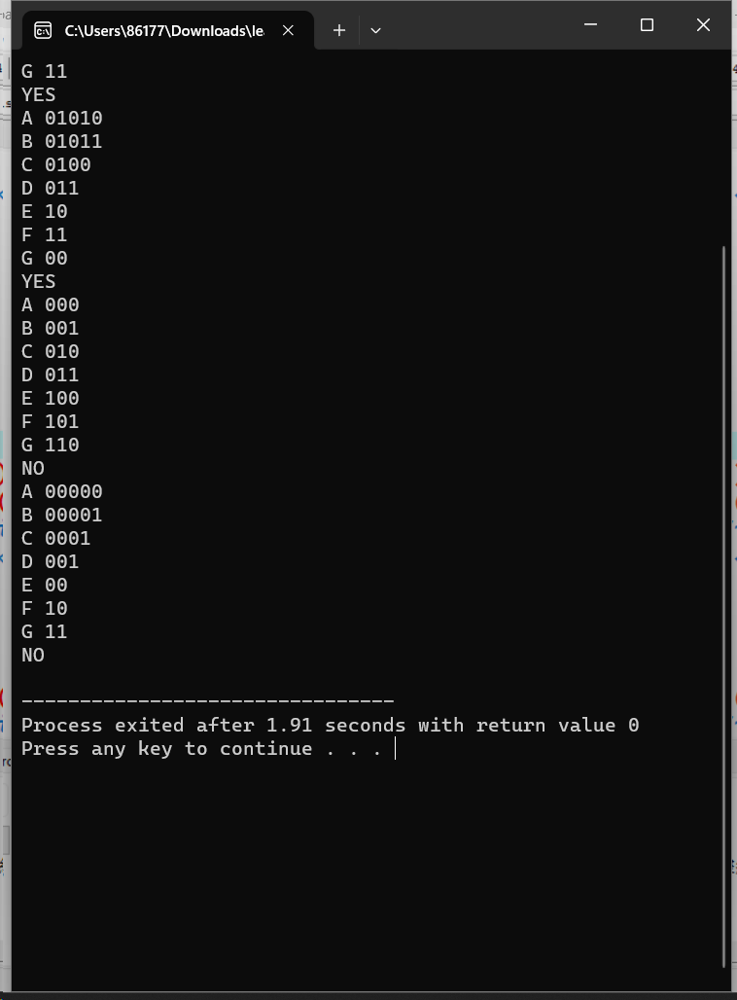 C:\Users\86177\Downloads\le
G 11
YES
A 01010
B 01011
C 0100
D 011
E 10
F 11
G 00
YES
A 000
B 001
C 010
D 011
E 100
F 101
G 110
NO
A 00000
B 00001
C 0001
D 001
E 00
F 10
G 11
NO
--------------------------------
Process exited after 1.91 seconds with return value 0
Press any key to continue . . .